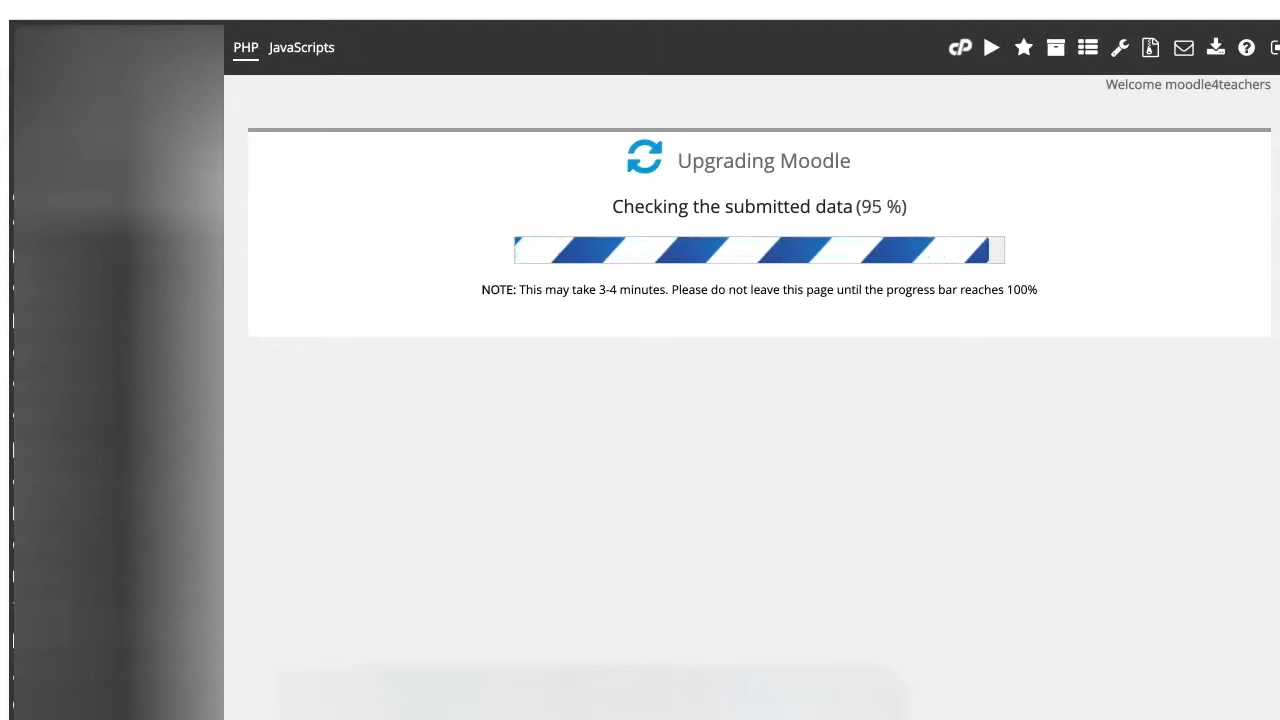 PHP JavaScripts
cP
Welcome moodle4teachers
Upgrading Moodle
Checking the submitted data (95 %)
NOTE: This may take 3-4 minutes. Please do not leave this page until the progress bar reaches 100%